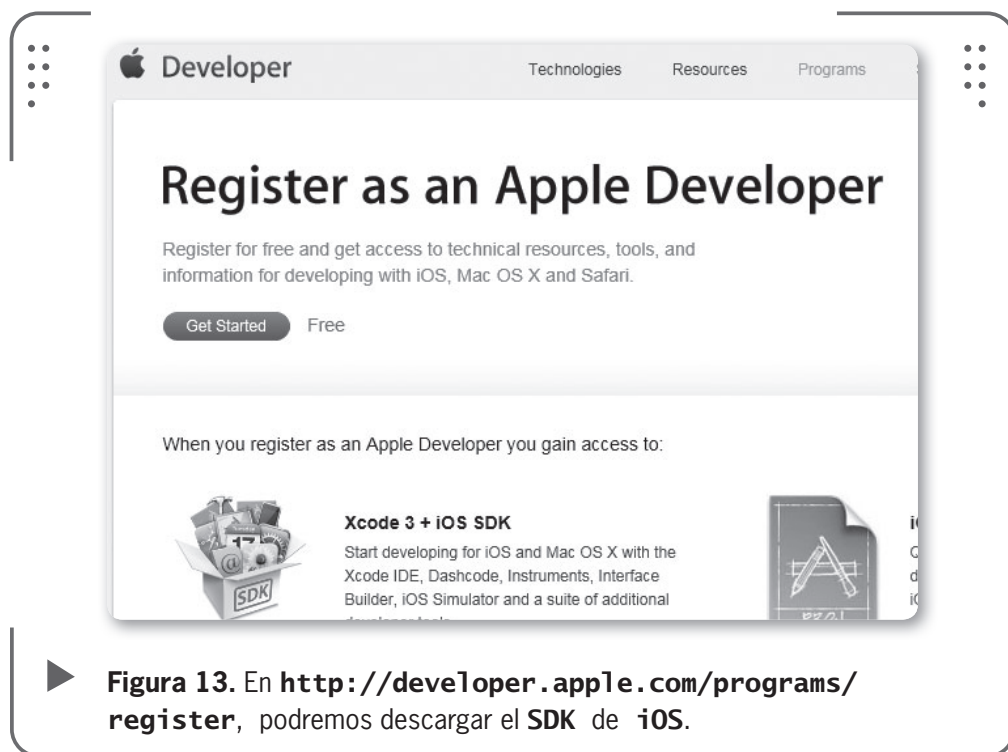 Developer
Technologies Resources Programs
Register as an Apple Developer
Register for free and get access to technical resources, tools, and
information for developing with iOS, Mac OS X and Safari.
Get Started Free
When you register as an Apple Developer you gain access to:
Xcode 3 + iOS SDK
Start developing for iOS and Mac OS X with the
Xcode IDE, Dashcode, Instruments, Interface
Builder, iOS Simulator and a suite of additional
17
@
SDK
Figura 13. En http://developer.apple.com/programs/
register, podremos descargar el SDK de iOS.